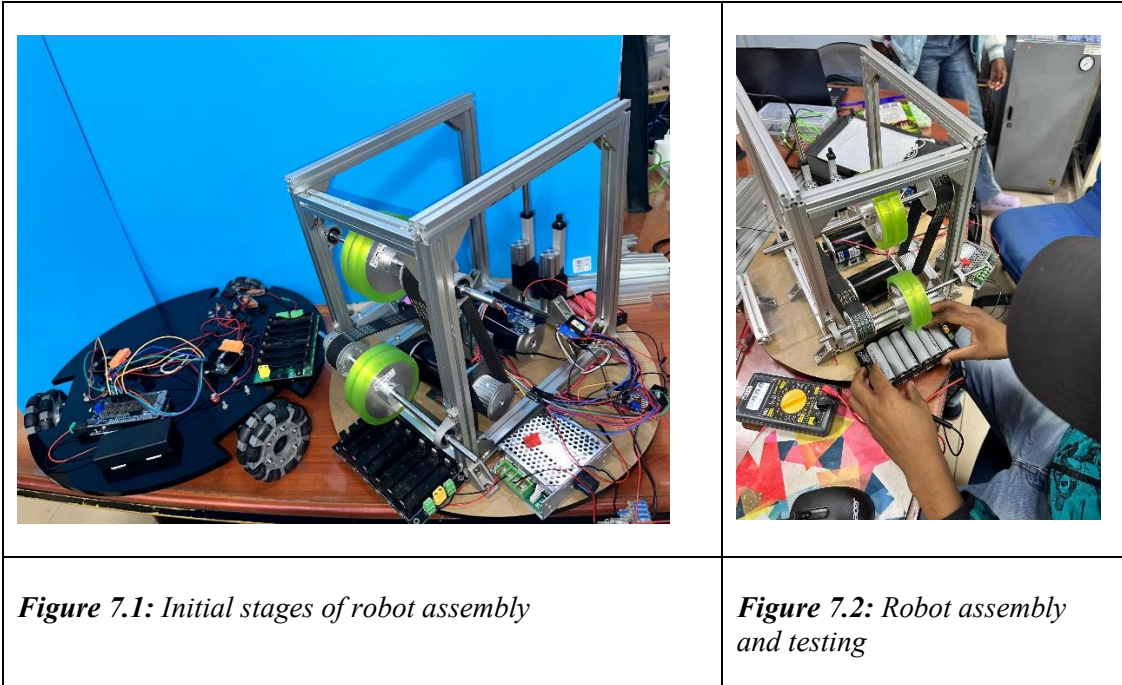 Figure 7.1: Initial stages of robot assembly
Figure 7.2: Robot assembly
and testing